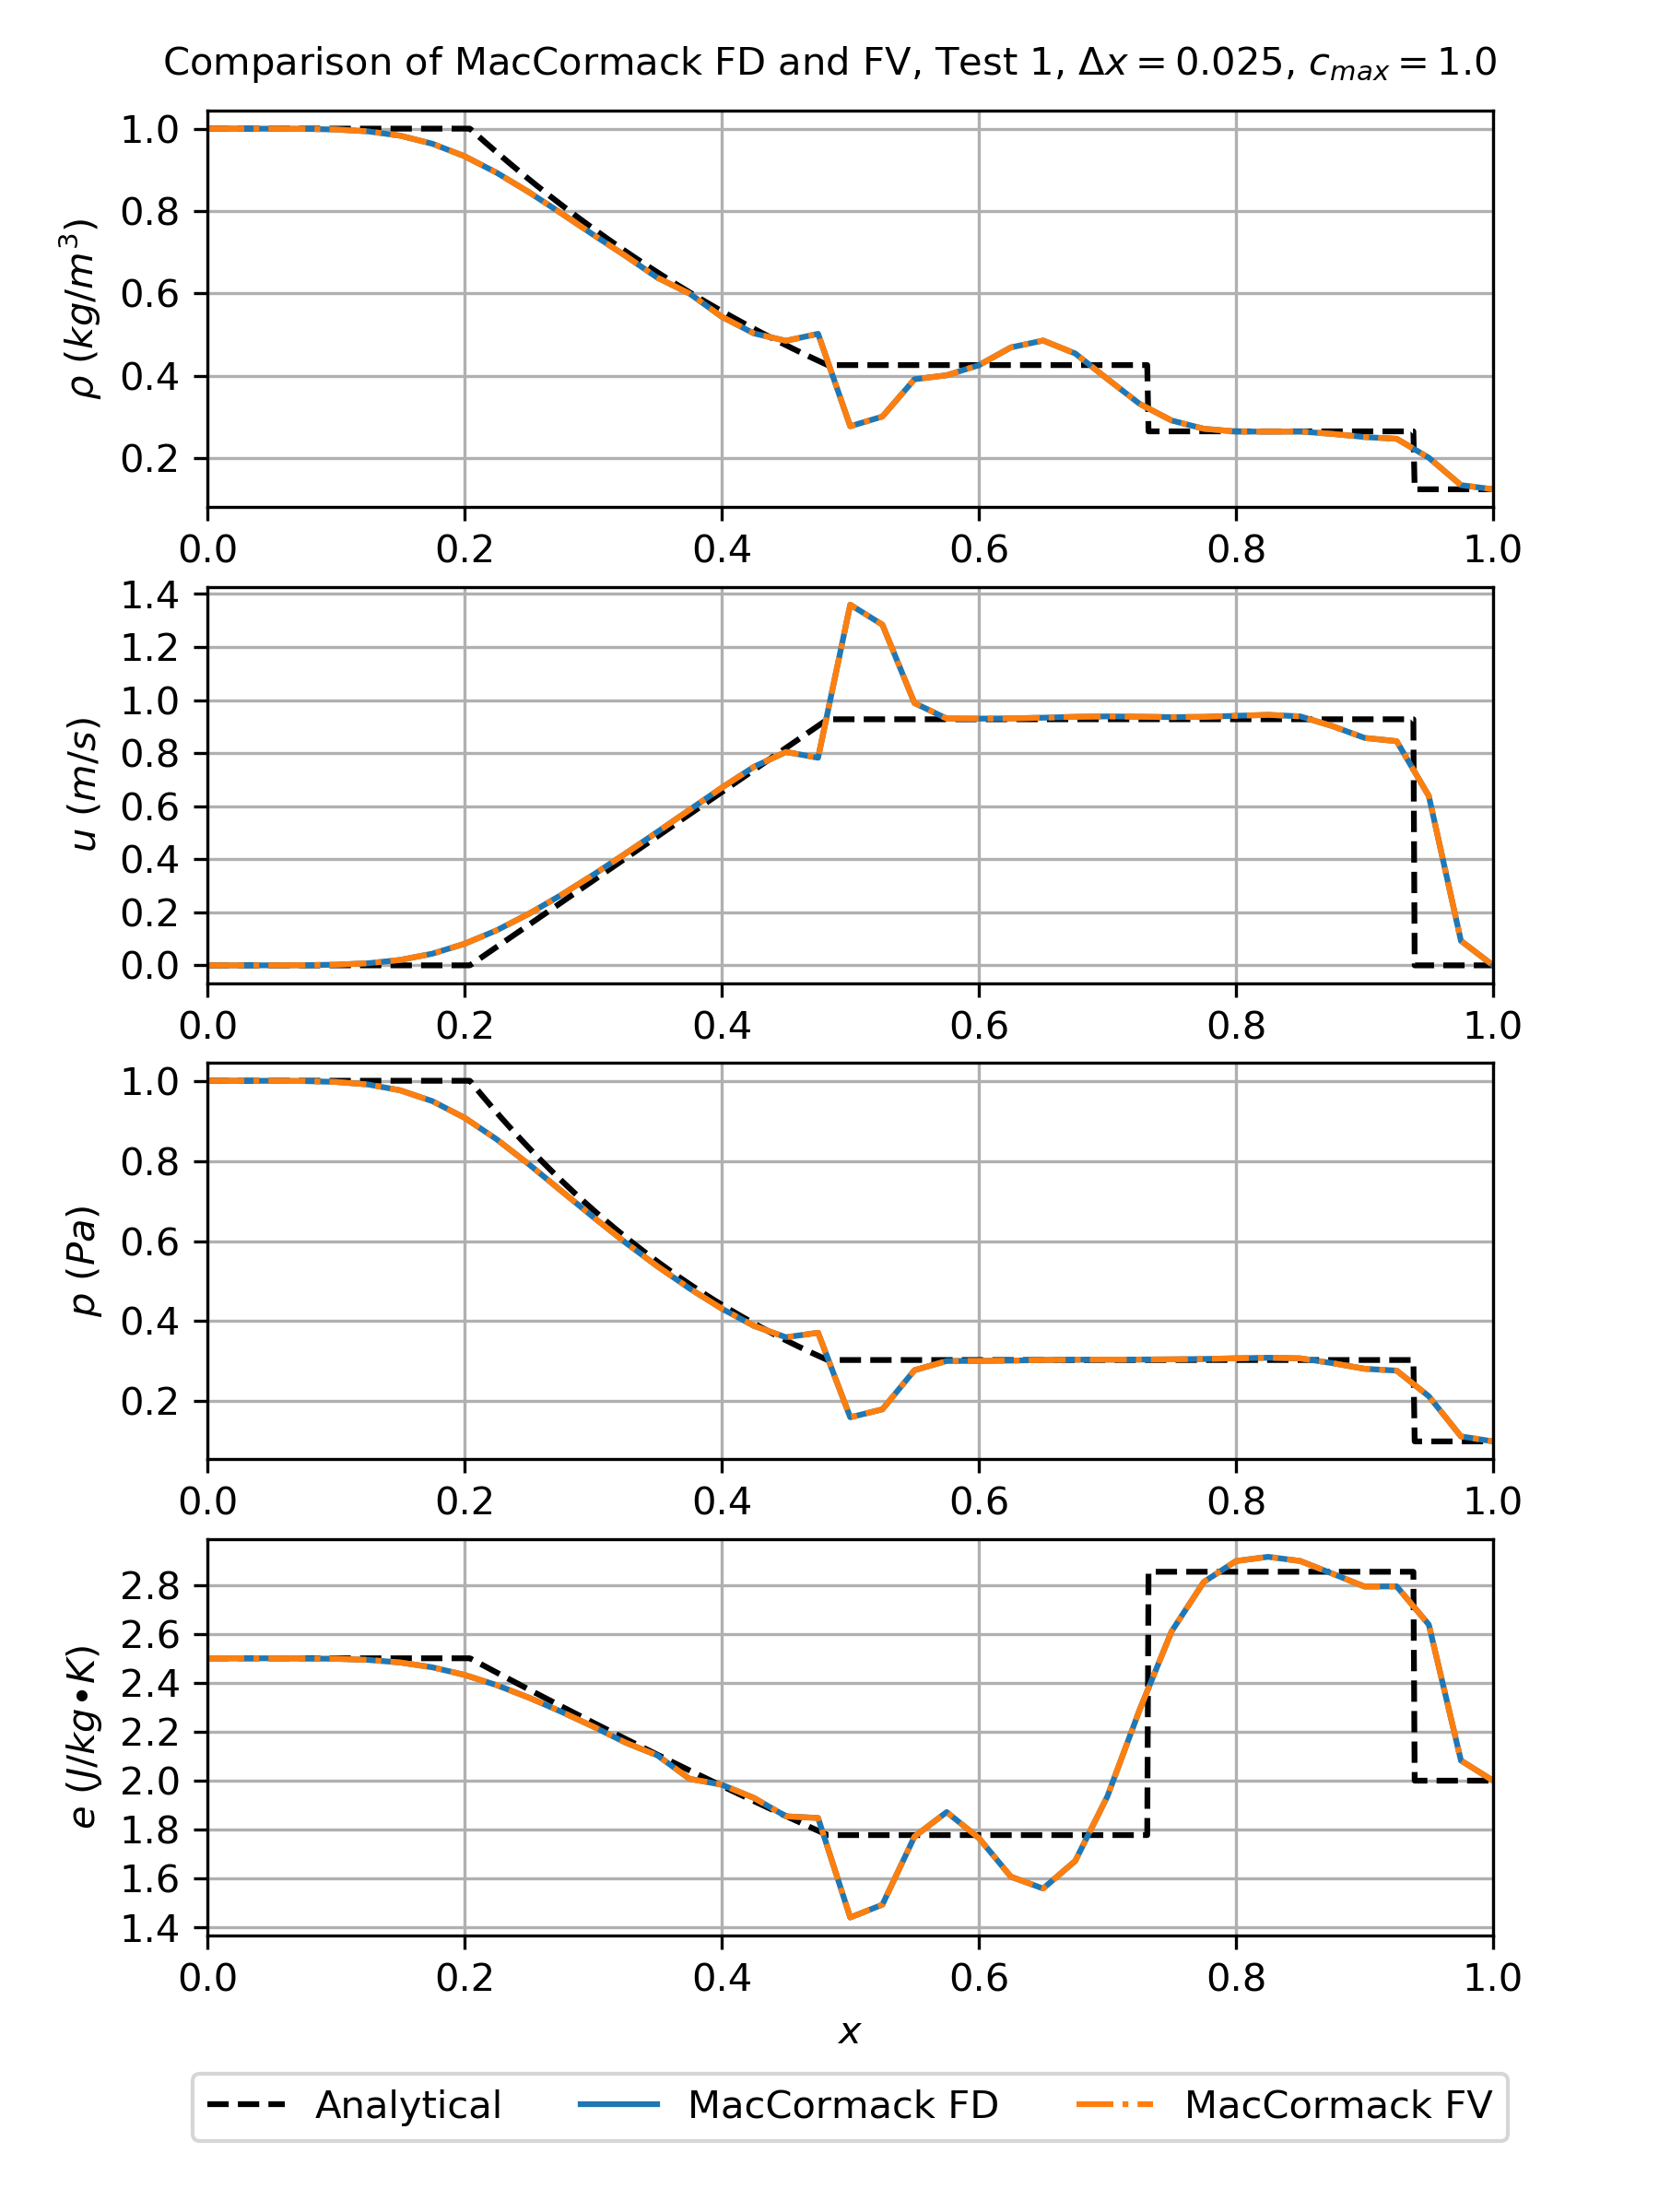 Comparison of MacCormack FD and FV, Test 1, Δx = 0.025, c_max = 1.0
1.0
0.8
0.6
0.4
0.2
ρ (kg/m³)
0.0 0.2 0.4 0.6 0.8 1.0
1.4
1.2
1.0
0.8
0.6
0.4
0.2
0.0
u (m/s)
0.0 0.2 0.4 0.6 0.8 1.0
1.0
0.8
0.6
0.4
0.2
p (Pa)
0.0 0.2 0.4 0.6 0.8 1.0
2.8
2.6
2.4
2.2
2.0
1.8
1.6
1.4
e (J/kg•K)
0.0 0.2 0.4 0.6 0.8 1.0
x
Analytical MacCormack FD MacCormack FV